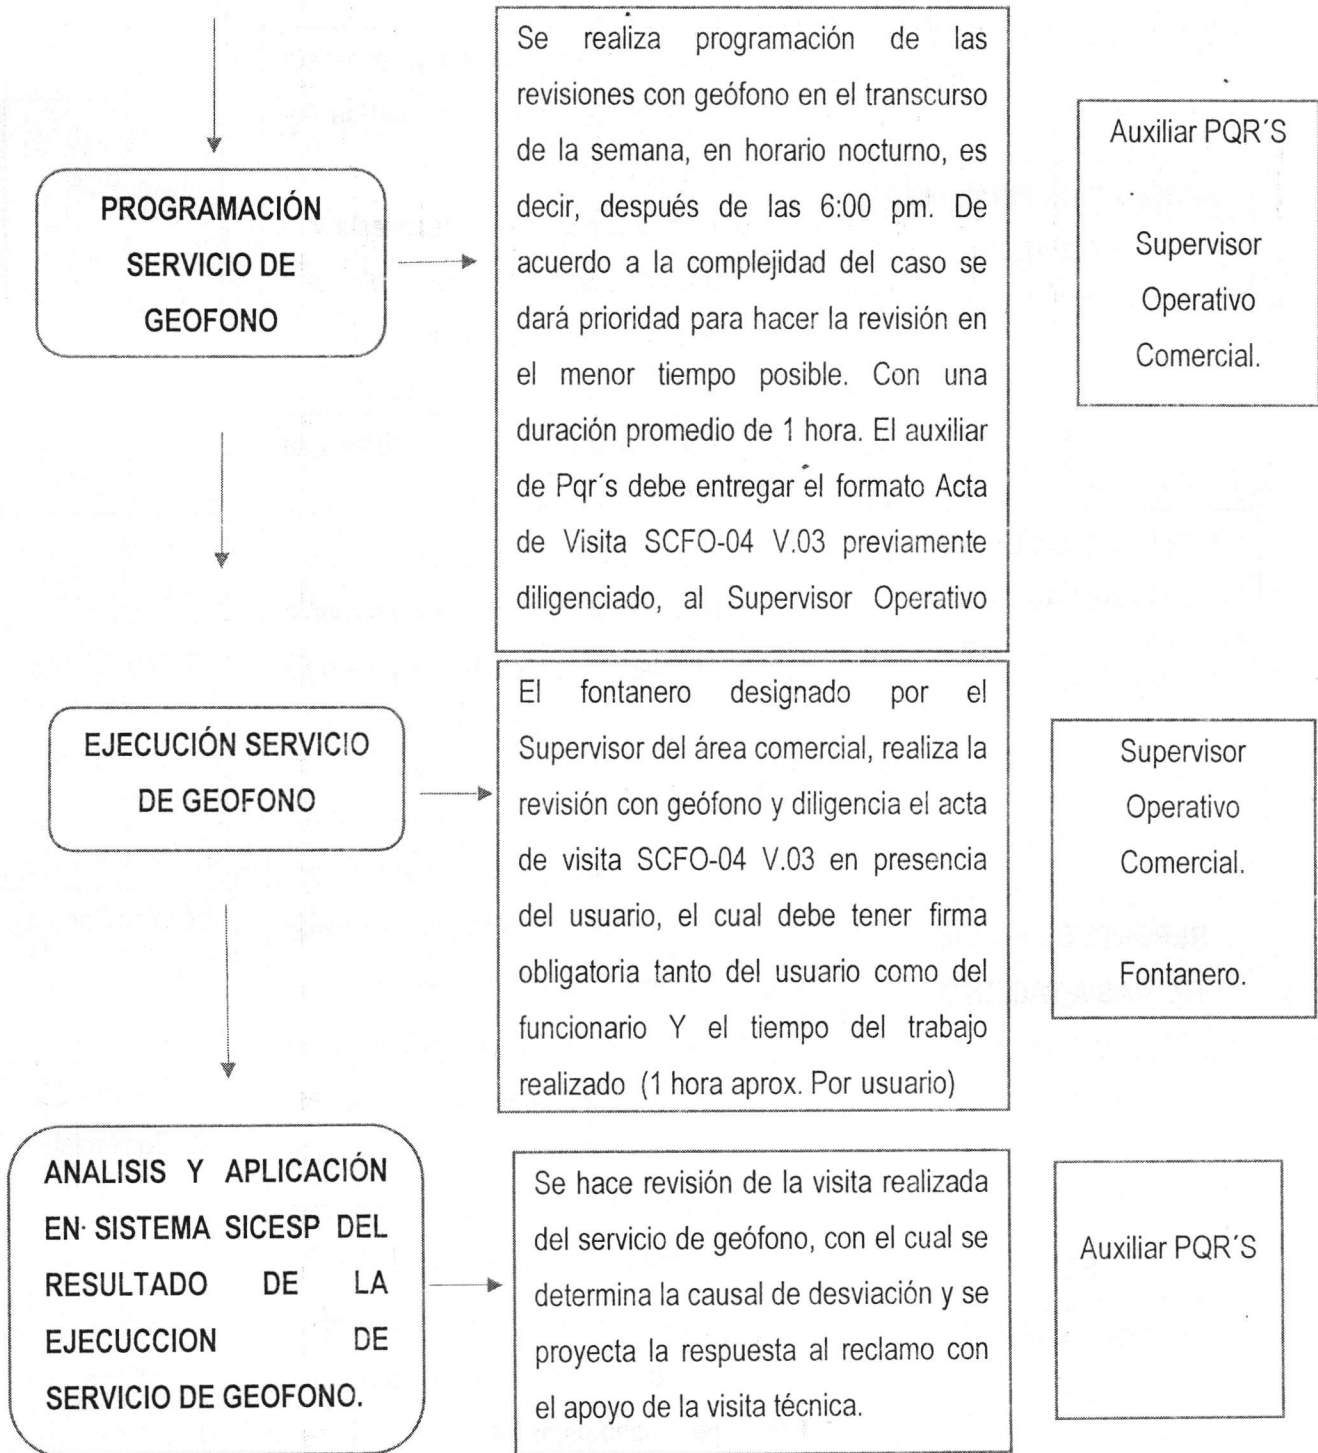 PROGRAMACIÓN
SERVICIO DE
GEOFONO
Se realiza programación de las
revisiones con geófono en el transcurso
de la semana, en horario nocturno, es
decir, después de las 6:00 pm. De
acuerdo a la complejidad del caso se
dará prioridad para hacer la revisión en
el menor tiempo posible. Con una
duración promedio de 1 hora. El auxiliar
de Pqr´s debe entregar el formato Acta
de Visita SCFO-04 V.03 previamente
diligenciado, al Supervisor Operativo
Auxiliar PQR´S
Supervisor
Operativo
Comercial.
EJECUCIÓN SERVICIO
DE GEOFONO
El fontanero designado por el
Supervisor del área comercial, realiza la
revisión con geófono y diligencia el acta
de visita SCFO-04 V.03 en presencia
del usuario, el cual debe tener firma
obligatoria tanto del usuario como del
funcionario Y el tiempo del trabajo
realizado (1 hora aprox. Por usuario)
Supervisor
Operativo
Comercial.
Fontanero.
ANALISIS Y APLICACIÓN
EN SISTEMA SICESP DEL
RESULTADO DE LA
EJECUCCION DE
SERVICIO DE GEOFONO.
Se hace revisión de la visita realizada
del servicio de geófono, con el cual se
determina la causal de desviación y se
proyecta la respuesta al reclamo con
el apoyo de la visita técnica.
Auxiliar PQR´S